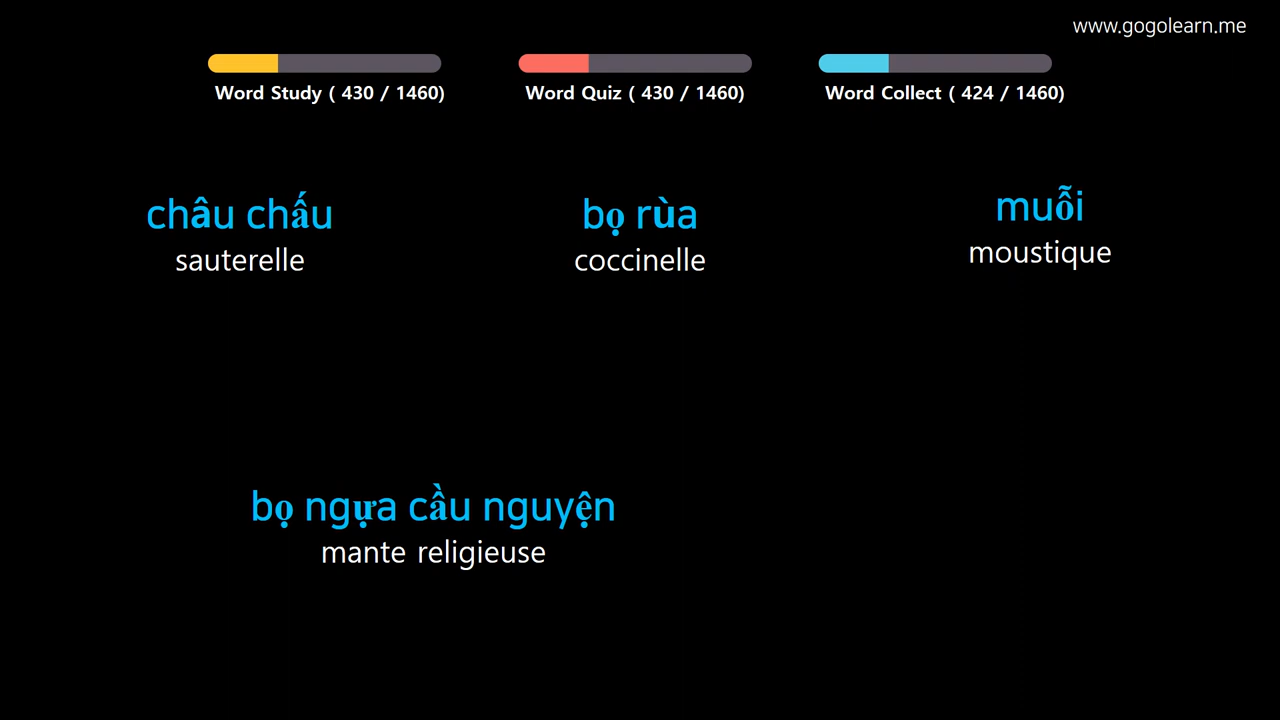 www.gogolearn.me
Word Study ( 430 / 1460)
Word Quiz ( 430 / 1460)
Word Collect ( 424 / 1460)
châu chấu
sauterelle
bọ rùa
coccinelle
muỗi
moustique
bọ ngựa cầu nguyện
mante religieuse